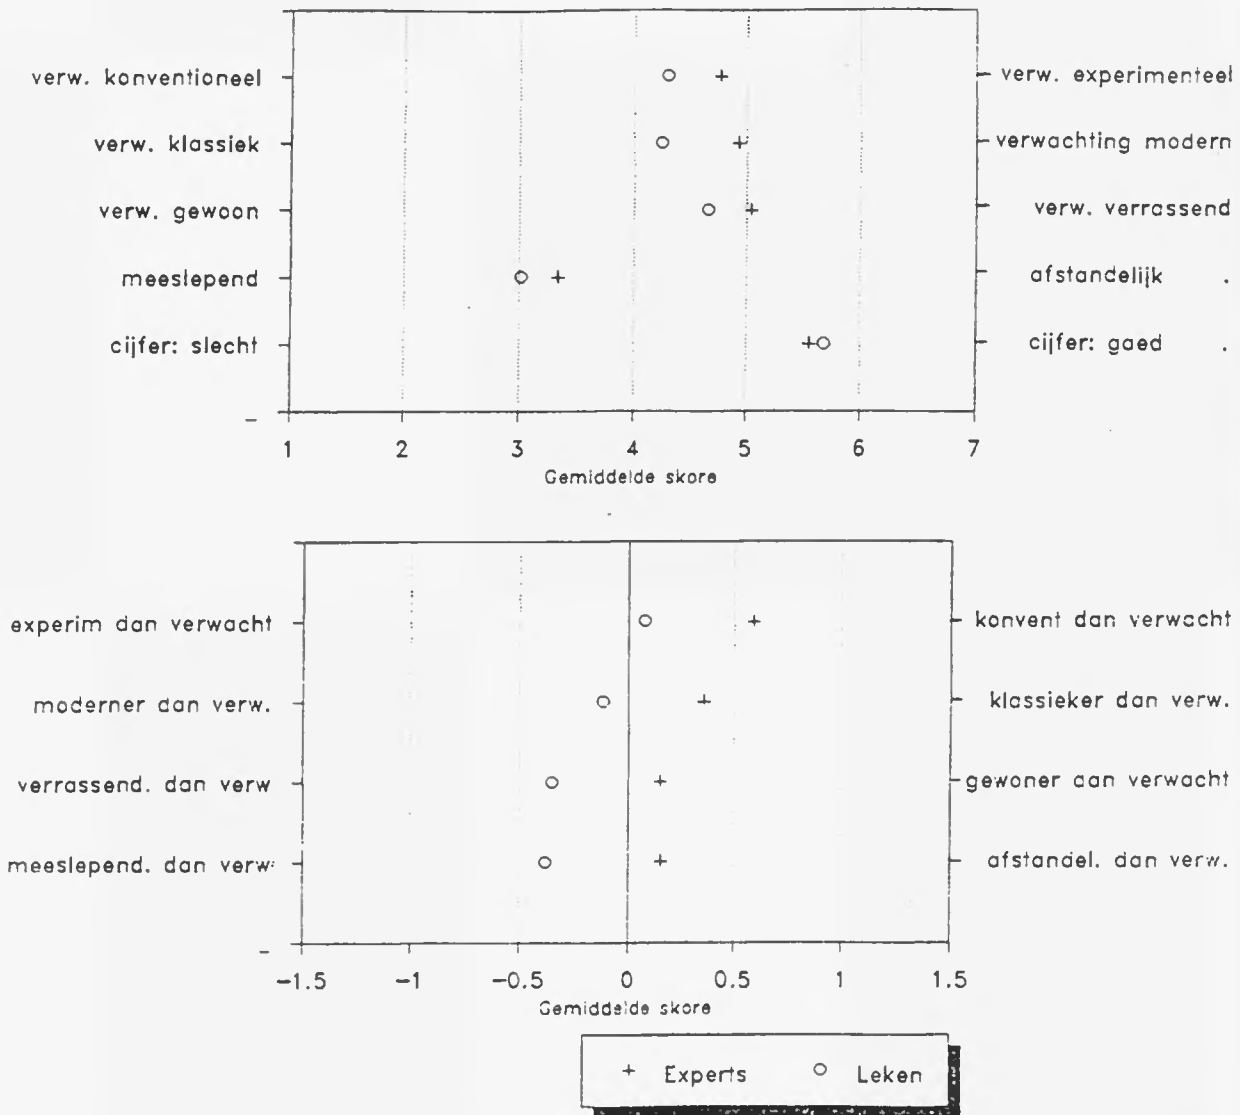 verw. konventioneel verw. experimenteel
verw. klassiek verwachting modern
verw. gewoon verw. verrassend
meeslepend afstandelijk
cijfer: slecht cijfer: goed
1 2 3 4 5 6 7
Gemiddelde skore
experim dan verwacht konvent dan verwacht
moderner dan verw. klassieker dan verw.
verrassend. dan verw gewoner dan verwacht
meeslepend. dan verw. afstandel. dan verw.
-1.5 -1 -0.5 0 0.5 1 1.5
Gemiddelde skore
+ Experts o Leken